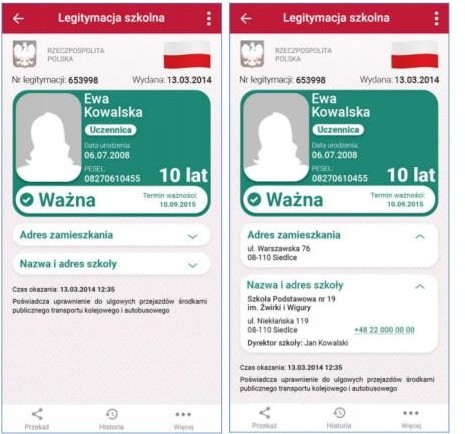 Legitymacja szkolna
RZECZPOSPOLITA
POLSKA
Nr legitymacji: 653998
Wydana: 13.03.2014
Ewa
Kowalska
Uczennica
Data urodzenia
06.07.2008
PESEL:
08270610455
10 lat
Ważna
Termin ważności:
10.09.2015
Adres zamieszkania
Nazwa i adres szkoły
Czas okazania: 13.03.2014 12:35
Poświadcza uprawnienie do ulgowych przejazdów środkami
publicznego transportu kolejowego i autobusowego
Przekaż
Historia
Więcej
Legitymacja szkolna
RZECZPOSPOLITA
POLSKA
Nr legitymacji: 653998
Wydana: 13.03.2014
Ewa
Kowalska
Uczennica
Data urodzenia
06.07.2008
PESEL:
08270610455
10 lat
Ważna
Termin ważności:
10.09.2015
Adres zamieszkania
ul. Warszawska 76
08-110 Siedlce
Nazwa i adres szkoły
Szkoła Podstawowa nr 19
im. Żwirki i Wigury
ul. Niekłańska 119
08-110 Siedlce
+48 22 000 00 00
Dyrektor szkoły: Jan Kowalski
Czas okazania: 13.03.2014 12:35
Poświadcza uprawnienie do ulgowych przejazdów środkami
publicznego transportu kolejowego i autobusowego
Przekaż
Historia
Więcej